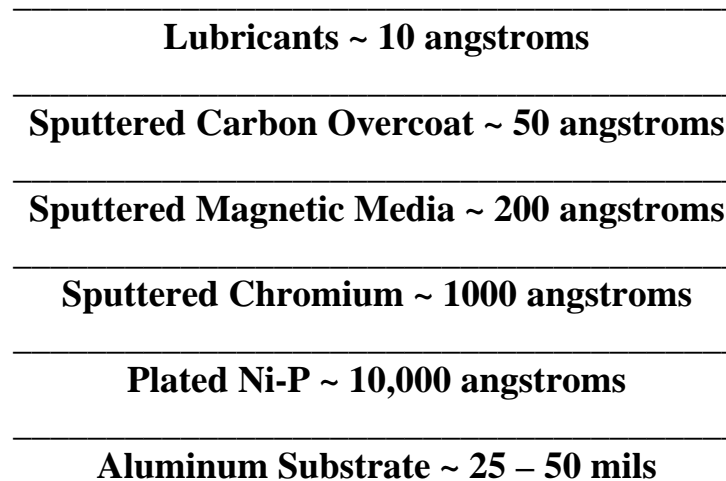 Lubricants ~ 10 angstroms
Sputtered Carbon Overcoat ~ 50 angstroms
Sputtered Magnetic Media ~ 200 angstroms
Sputtered Chromium ~ 1000 angstroms
Plated Ni-P ~ 10,000 angstroms
Aluminum Substrate ~ 25 – 50 mils